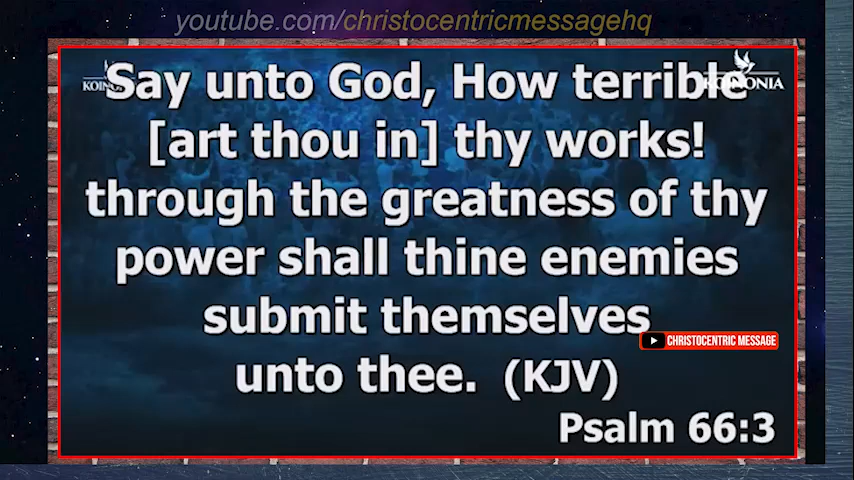 youtube.com/christocentricmessagehq
Say unto God, How terrible
KOINONIA
[art thou in] thy works!
through the greatness of thy
power shall thine enemies
submit themselves
CHRISTOCENTRIC MESSAGE
unto thee. (KJV)
Psalm 66:3